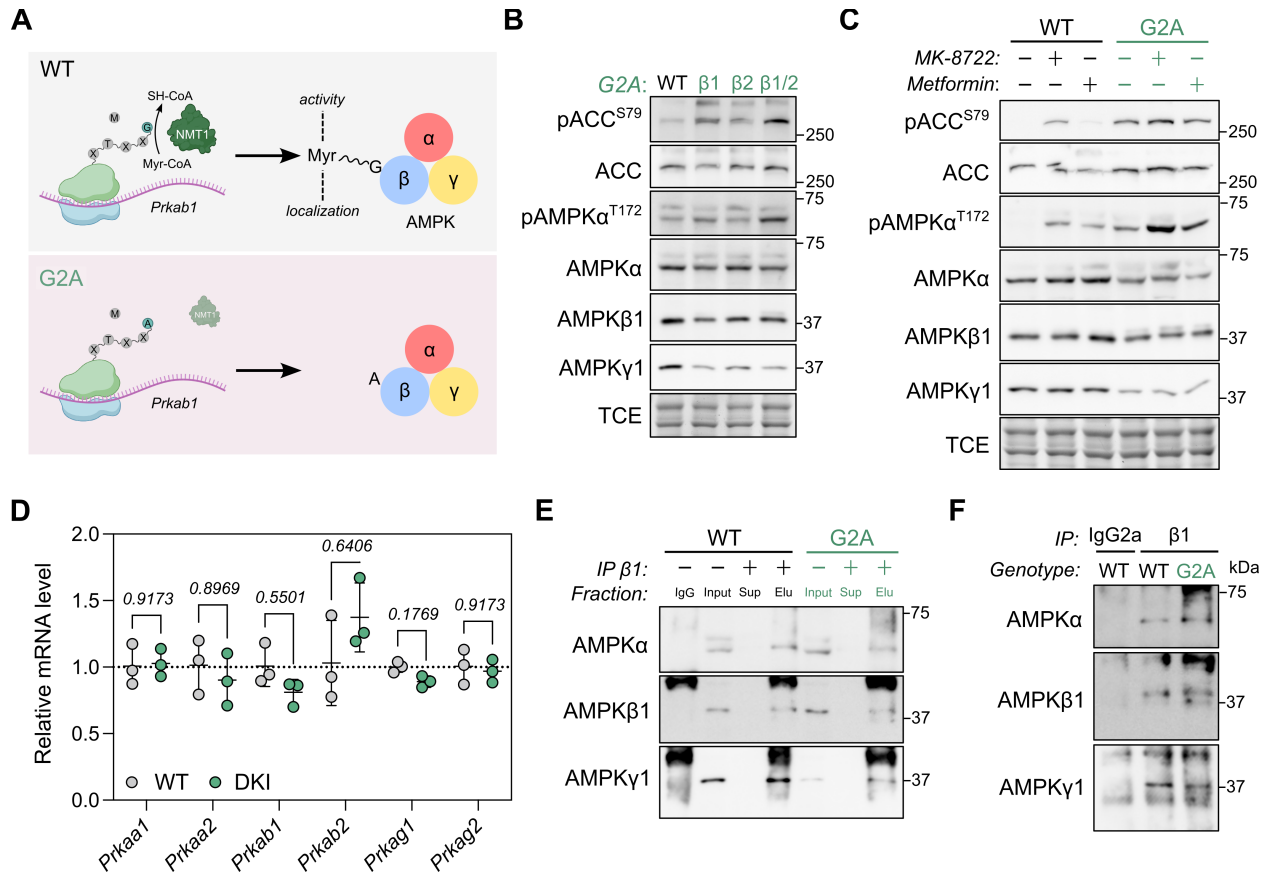 A
WT
SH-CoA
M
G
NMT1
X T X X
Myr-CoA
Prkab1
activity
Myr
G
localization
α
β
γ
AMPK
G2A
M
A
NMT1
X T X X
Prkab1
α
A
β
γ
B
G2A: WT β1 β2 β1/2
pACCS79
250
ACC
250
75
pAMPKαT172
75
AMPKα
AMPKβ1
37
AMPKγ1
37
TCE
C
WT G2A
MK-8722: − + − − + −
Metformin: − − + − − +
pACCS79
250
ACC
250
75
pAMPKαT172
75
AMPKα
AMPKβ1
37
AMPKγ1
37
TCE
D
Relative mRNA level
2.0
1.5
1.0
0.5
0.0
0.9173
0.8969
0.5501
0.6406
0.1769
0.9173
WT DKI
Prkaa1 Prkaa2 Prkab1 Prkab2 Prkag1 Prkag2
E
WT G2A
IP β1: − − + + − + +
Fraction: IgG Input Sup Elu Input Sup Elu
75
AMPKα
AMPKβ1
37
AMPKγ1
37
F
IP: IgG2a β1
Genotype: WT WT G2A kDa
75
AMPKα
AMPKβ1
37
AMPKγ1
37